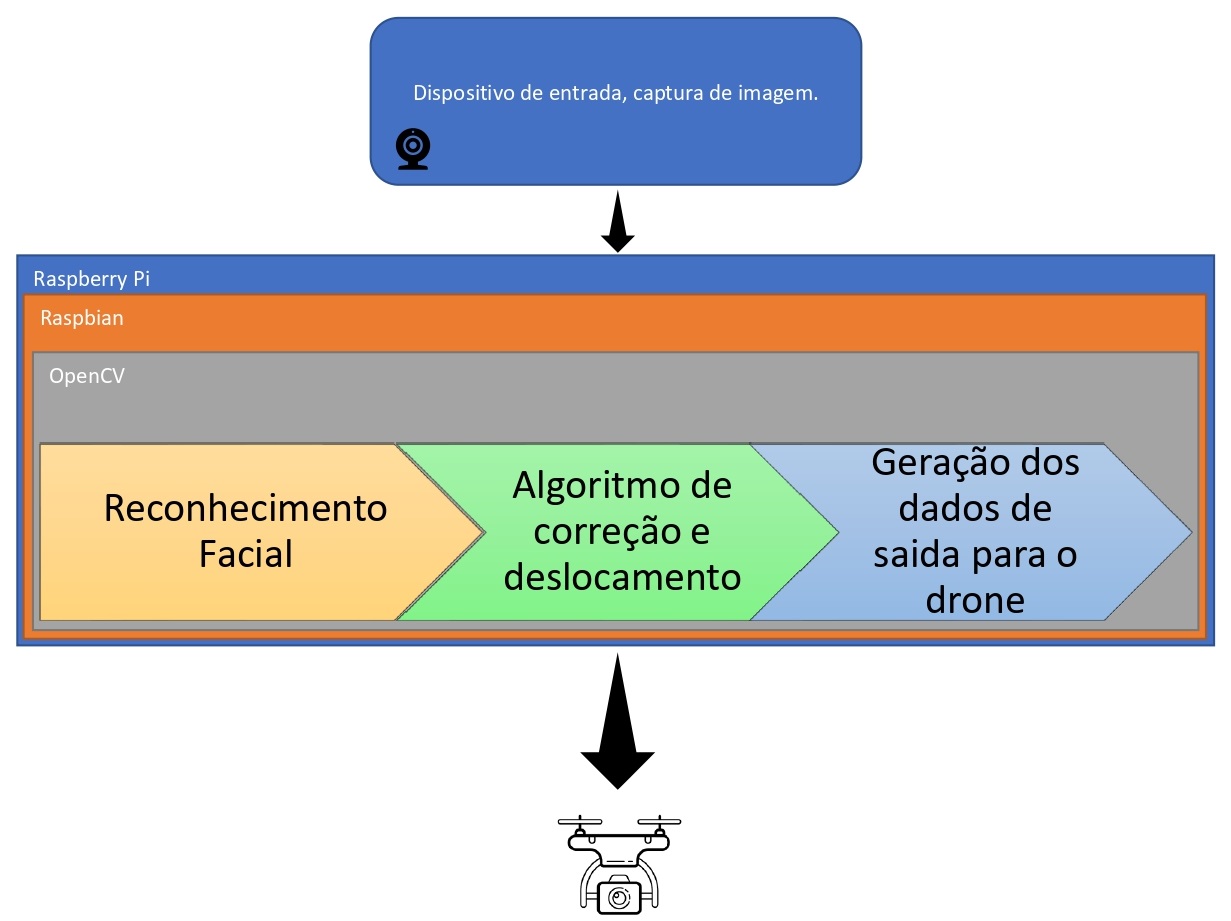 Dispositivo de entrada, captura de imagem.
Raspberry Pi
Raspbian
OpenCV
Reconhecimento
Facial
Algoritmo de
correção e
deslocamento
Geração dos
dados de
saida para o
drone